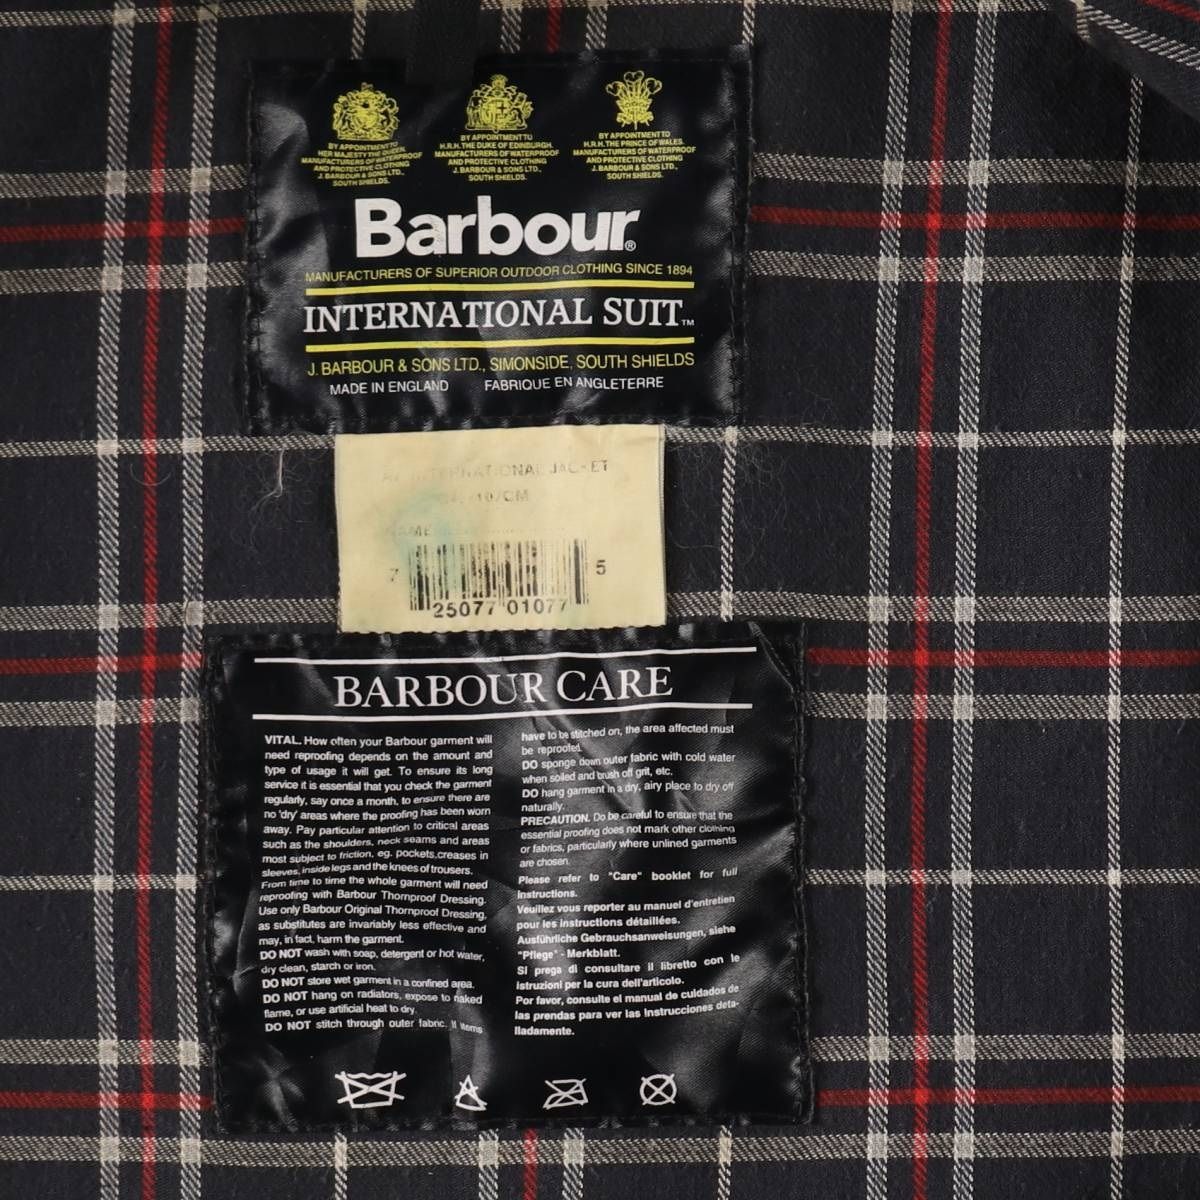 BY APPOINTMENT TO
HER MAJESTY THE QUEEN.
MANUFACTURERS OF WATERPROOF
AND PROTECTIVE CLOTHING
J. BARBOUR & SONS LTD.,
SOUTH SHIELDS.
BY APPOINTMENT TO
H.R.H. THE DUKE OF EDINBURGH.
MANUFACTURERS OF WATERPROOF
AND PROTECTIVE CLOTHING
J. BARBOUR & SONS LTD.,
SOUTH SHIELDS.
BY APPOINTMENT TO
H.R.H. THE PRINCE OF WALES.
MANUFACTURERS OF WATERPROOF
AND PROTECTIVE CLOTHING
J. BARBOUR & SONS LTD.,
SOUTH SHIELDS.
Barbour®
MANUFACTURERS OF SUPERIOR OUTDOOR CLOTHING SINCE 1894
INTERNATIONAL SUIT™
J. BARBOUR & SONS LTD., SIMONSIDE, SOUTH SHIELDS
MADE IN ENGLAND FABRIQUE EN ANGLETERRE
INTERNATIONAL JACKET
NAME
7 25077 01077 5
BARBOUR CARE
VITAL. How often your Barbour garment will
need reproofing depends on the amount and
type of usage it will get. To ensure its long
service it is essential that you check the garment
regularly, say once a month, to ensure there are
no 'dry' areas where the proofing has been worn
away. Pay particular attention to critical areas
such as the shoulders, neck seams and areas
most subject to friction, eg. pockets,creases in
sleeves, inside legs and the knees of trousers.
From time to time the whole garment will need
reproofing with Barbour Thornproof Dressing.
Use only Barbour Original Thornproof Dressing,
as substitutes are invariably less effective and
may, in fact, harm the garment.
DO NOT wash with soap, detergent or hot water,
dry clean, starch or iron.
DO NOT store wet garment in a confined area.
DO NOT hang on radiators, expose to naked
flame, or use artificial heat to dry.
DO NOT stitch through outer fabric. If items
have to be stitched on, the area affected must
be reproofed.
DO sponge down outer fabric with cold water
when soiled and brush off grit, etc.
DO hang garment in a dry, airy place to dry off
naturally.
PRECAUTION. Do be careful to ensure that the
essential proofing does not mark other clothing
or fabrics, particularly where unlined garments
are chosen.
Please refer to "Care" booklet for full
Instructions.
Veuillez vous reporter au manuel d'entretien
pour les instructions détaillées.
Ausführliche Gebrauchsanweisungen, siehe
"Pflege" - Merkblatt.
Si prega di consultare il libretto con le
istruzioni per la cura dell'articolo.
Por favor, consulte el manual de cuidados de
las prendas para ver las instrucciones deta-
lladamente.